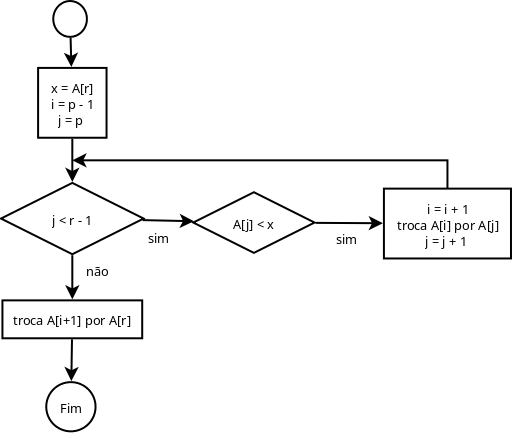 x = A[r]
i = p - 1
j = p
j < r - 1
sim
A[j] < x
sim
i = i + 1
troca A[i] por A[j]
j = j + 1
não
troca A[i+1] por A[r]
Fim